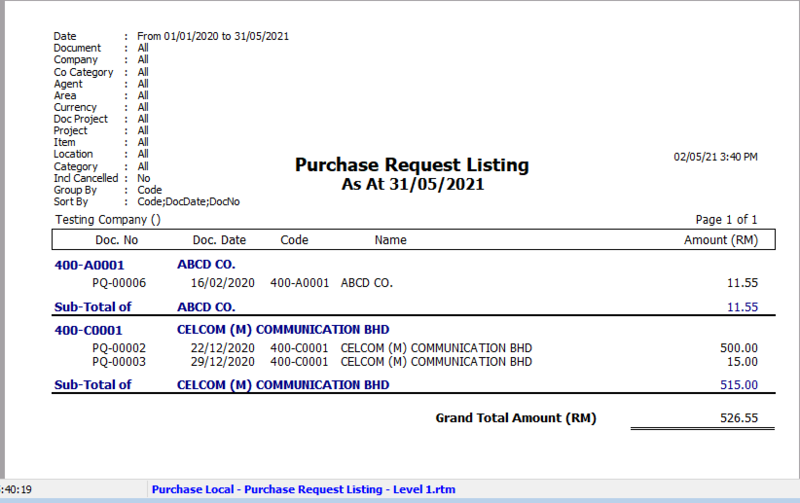 Date : From 01/01/2020 to 31/05/2021
Document : All
Company : All
Co Category : All
Agent : All
Area : All
Currency : All
Doc Project : All
Project : All
Item : All
Location : All
Category : All
Incl Cancelled : No
Group By : Code
Sort By : Code;DocDate;DocNo
Purchase Request Listing
As At 31/05/2021
02/05/21 3:40 PM
Testing Company () Page 1 of 1
Doc. No Doc. Date Code Name Amount (RM)
400-A0001 ABCD CO.
PQ-00006 16/02/2020 400-A0001 ABCD CO. 11.55
Sub-Total of ABCD CO. 11.55
400-C0001 CELCOM (M) COMMUNICATION BHD
PQ-00002 22/12/2020 400-C0001 CELCOM (M) COMMUNICATION BHD 500.00
PQ-00003 29/12/2020 400-C0001 CELCOM (M) COMMUNICATION BHD 15.00
Sub-Total of CELCOM (M) COMMUNICATION BHD 515.00
Grand Total Amount (RM) 526.55
:40:19 Purchase Local - Purchase Request Listing - Level 1.rtm